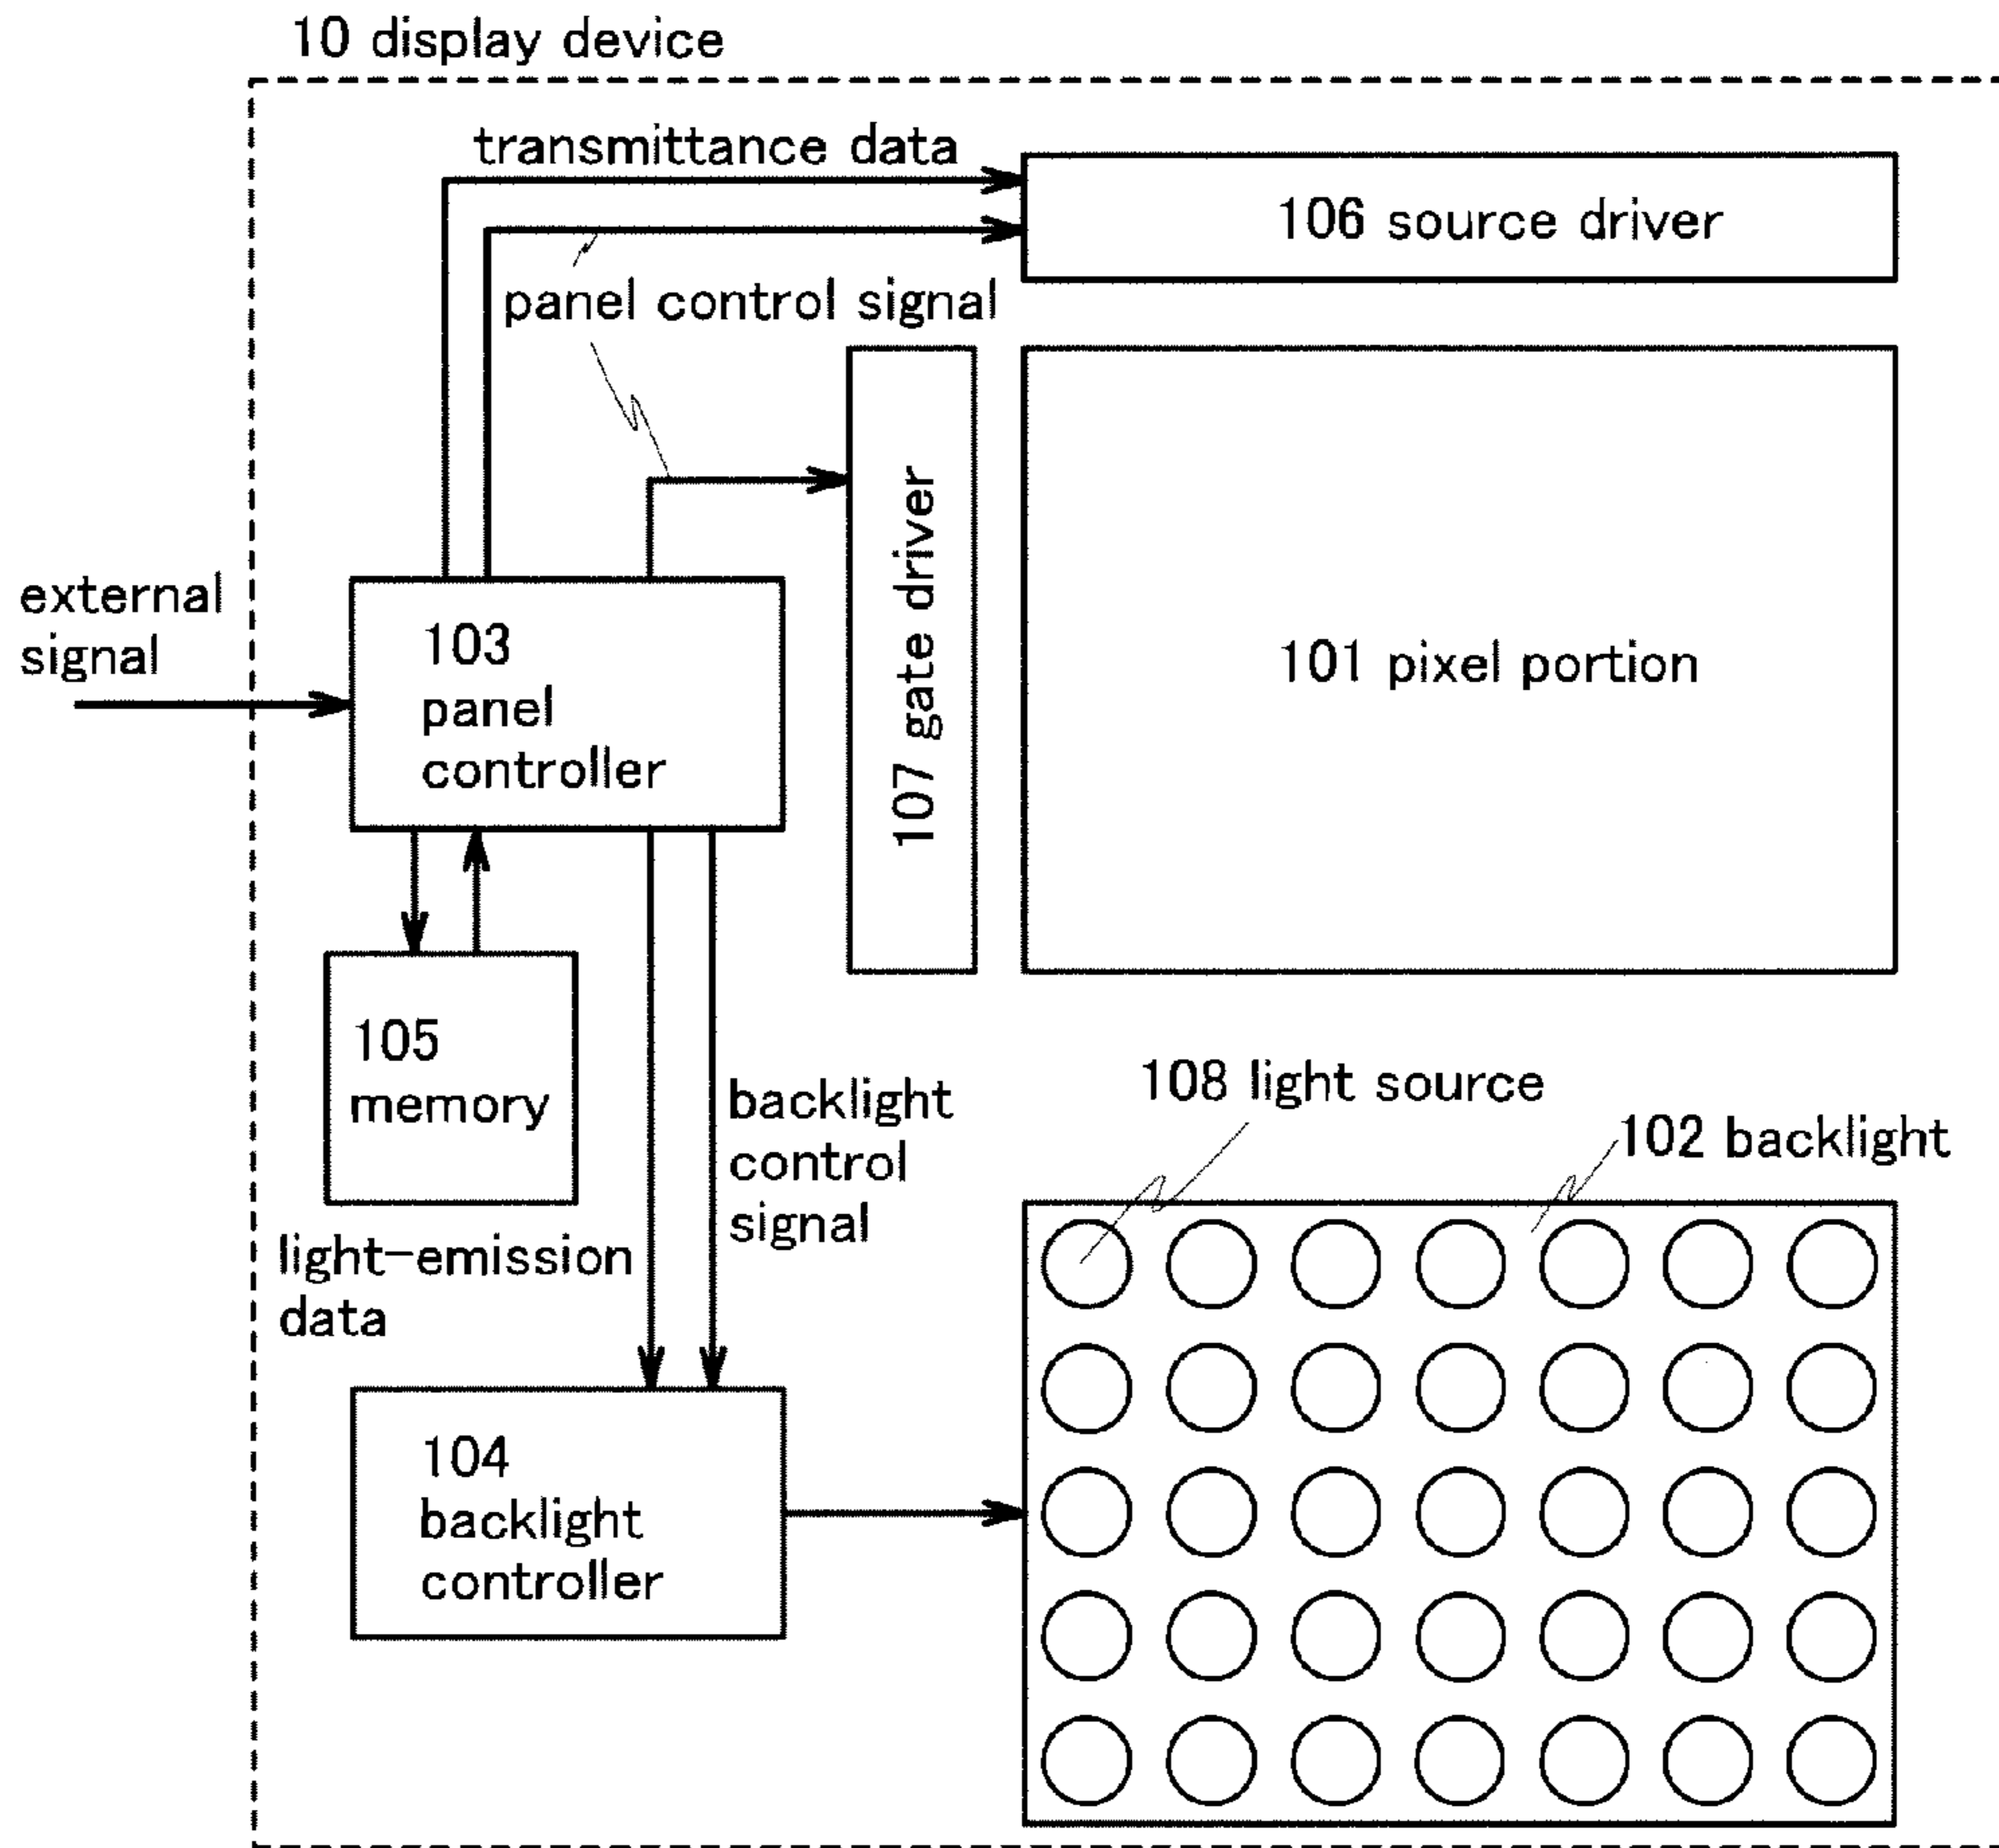 10 display device
transmittance data
106 source driver
panel control signal
external
signal
103
panel
controller
107 gate driver
101 pixel portion
105
memory
backlight
control
signal
108 light source
102 backlight
light-emission
data
104
backlight
controller